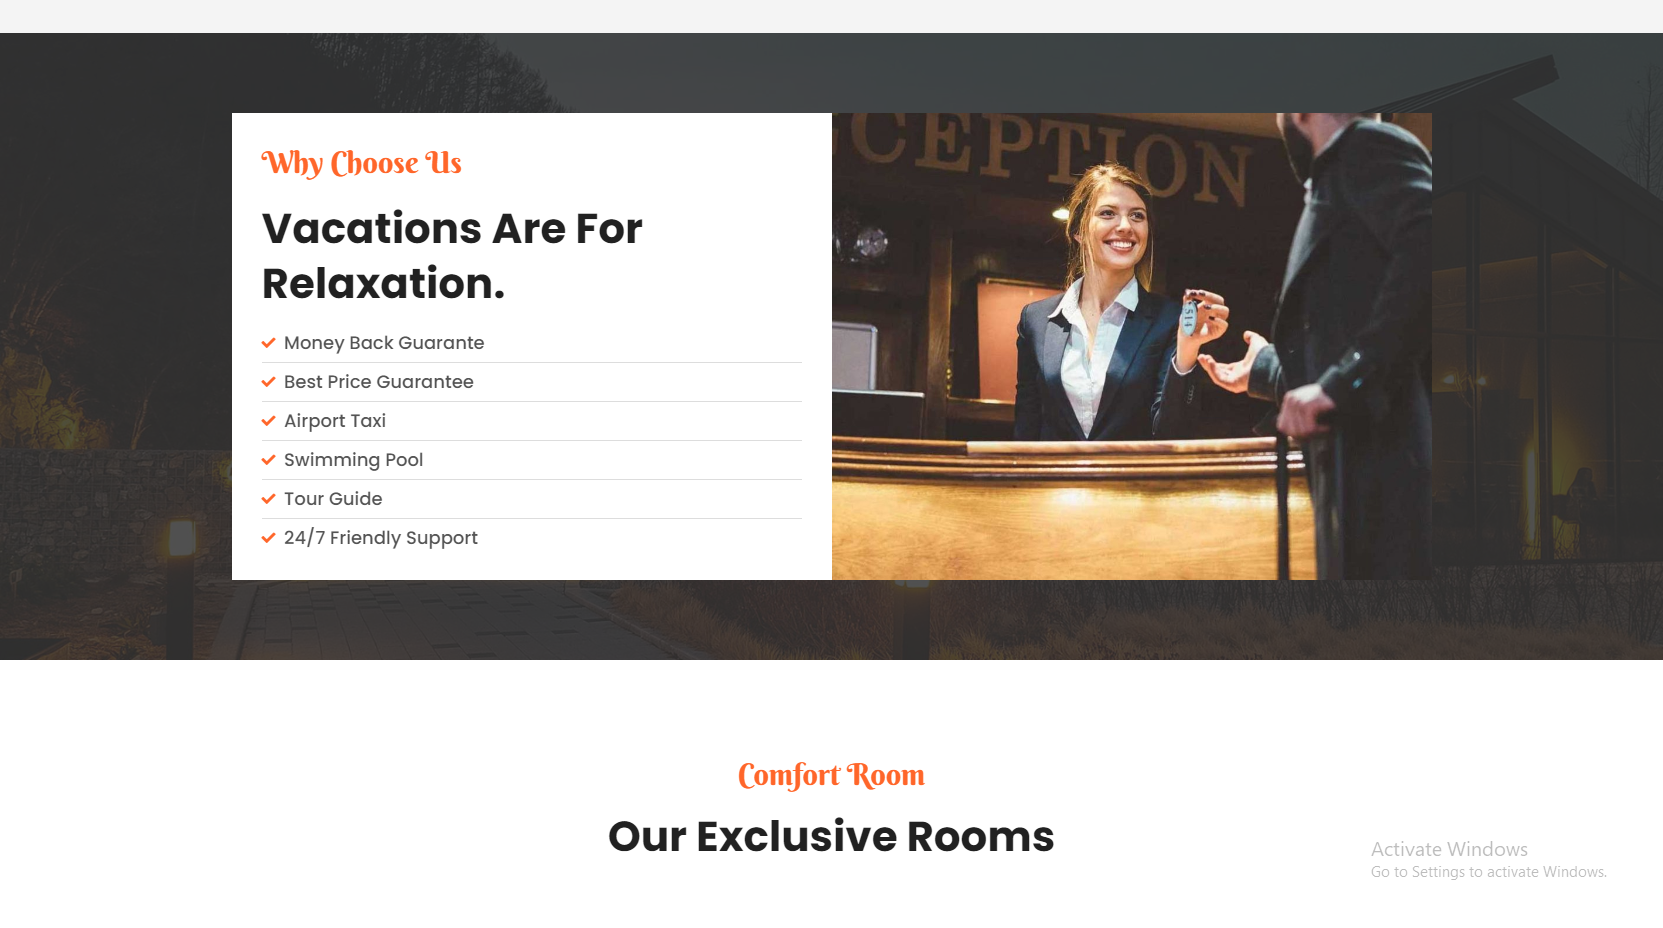 Why Choose Us
Vacations Are For
Relaxation.
Money Back Guarante
Best Price Guarantee
Airport Taxi
Swimming Pool
Tour Guide
24/7 Friendly Support
CEPTION
514
Comfort Room
Our Exclusive Rooms
Activate Windows
Go to Settings to activate Windows.